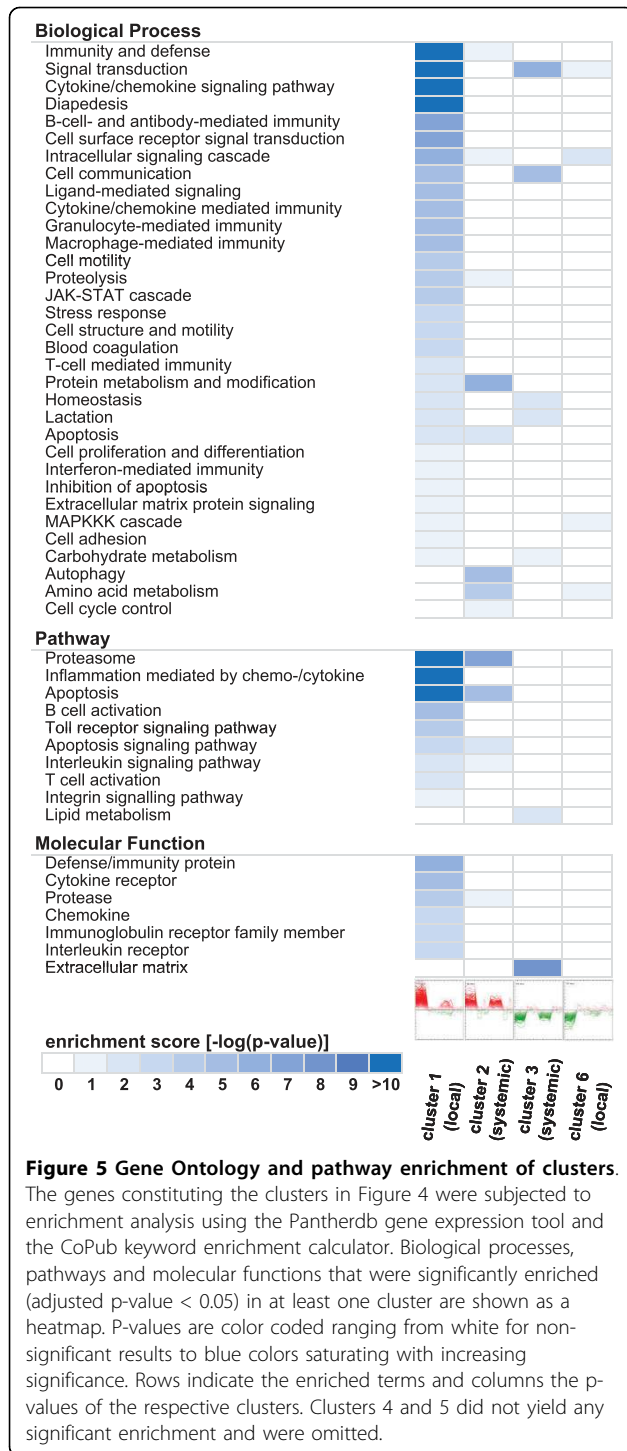 Biological Process
Immunity and defense
Signal transduction
Cytokine/chemokine signaling pathway
Diapedesis
B-cell- and antibody-mediated immunity
Cell surface receptor signal transduction
Intracellular signaling cascade
Cell communication
Ligand-mediated signaling
Cytokine/chemokine mediated immunity
Granulocyte-mediated immunity
Macrophage-mediated immunity
Cell motility
Proteolysis
JAK-STAT cascade
Stress response
Cell structure and motility
Blood coagulation
T-cell mediated immunity
Protein metabolism and modification
Homeostasis
Lactation
Apoptosis
Cell proliferation and differentiation
Interferon-mediated immunity
Inhibition of apoptosis
Extracellular matrix protein signaling
MAPKKK cascade
Cell adhesion
Carbohydrate metabolism
Autophagy
Amino acid metabolism
Cell cycle control
Pathway
Proteasome
Inflammation mediated by chemo-/cytokine
Apoptosis
B cell activation
Toll receptor signaling pathway
Apoptosis signaling pathway
Interleukin signaling pathway
T cell activation
Integrin signalling pathway
Lipid metabolism
Molecular Function
Defense/immunity protein
Cytokine receptor
Protease
Chemokine
Immunoglobulin receptor family member
Interleukin receptor
Extracellular matrix
enrichment score [-log(p-value)]
0 1 2 3 4 5 6 7 8 9 >10
cluster 1
(local)
cluster 2
(systemic)
cluster 3
(systemic)
cluster 6
(local)
Figure 5 Gene Ontology and pathway enrichment of clusters.
The genes constituting the clusters in Figure 4 were subjected to
enrichment analysis using the Pantherdb gene expression tool and
the CoPub keyword enrichment calculator. Biological processes,
pathways and molecular functions that were significantly enriched
(adjusted p-value < 0.05) in at least one cluster are shown as a
heatmap. P-values are color coded ranging from white for non-
significant results to blue colors saturating with increasing
significance. Rows indicate the enriched terms and columns the p-
values of the respective clusters. Clusters 4 and 5 did not yield any
significant enrichment and were omitted.